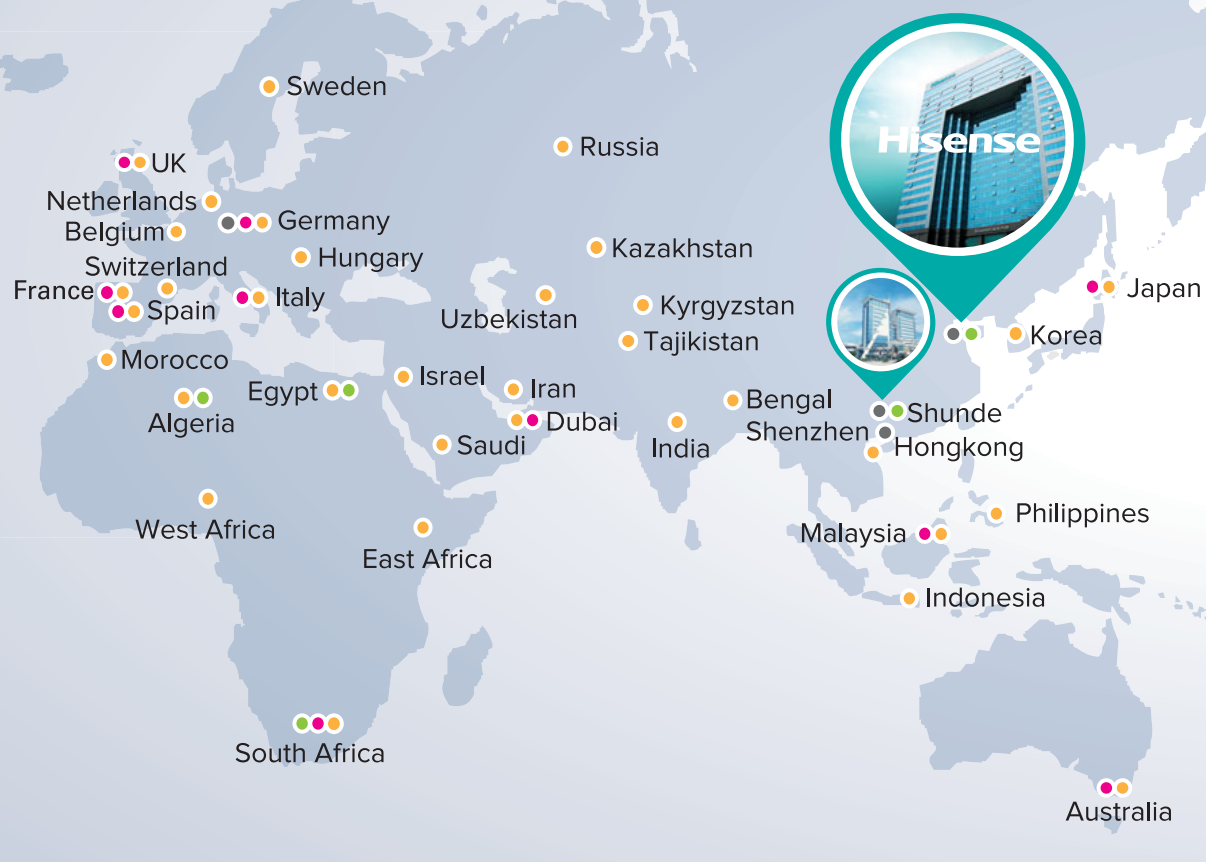 Sweden
Hisense
Russia
UK
Netherlands
Germany
Belgium
Hungary
Kazakhstan
Switzerland
France
Spain
Italy
Uzbekistan
Kyrgyzstan
Japan
Tajikistan
Korea
Morocco
Israel
Egypt
Iran
Algeria
Dubai
Bengal
Shunde
Saudi
India
Shenzhen
Hongkong
West Africa
East Africa
Philippines
Malaysia
Indonesia
South Africa
Australia